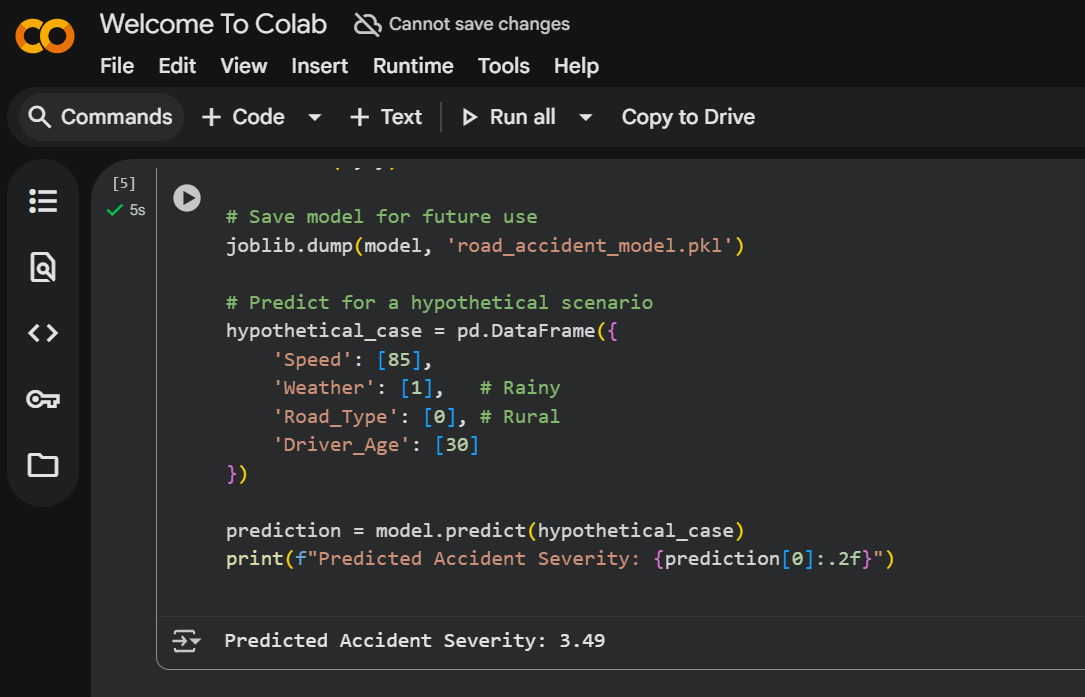 Welcome To Colab
Cannot save changes
File Edit View Insert Runtime Tools Help
Commands + Code + Text Run all Copy to Drive
[5]
5s
# Save model for future use
joblib.dump(model, 'road_accident_model.pkl')
# Predict for a hypothetical scenario
hypothetical_case = pd.DataFrame({
    'Speed': [85],
    'Weather': [1],   # Rainy
    'Road_Type': [0], # Rural
    'Driver_Age': [30]
})
prediction = model.predict(hypothetical_case)
print(f"Predicted Accident Severity: {prediction[0]:.2f}")
Predicted Accident Severity: 3.49